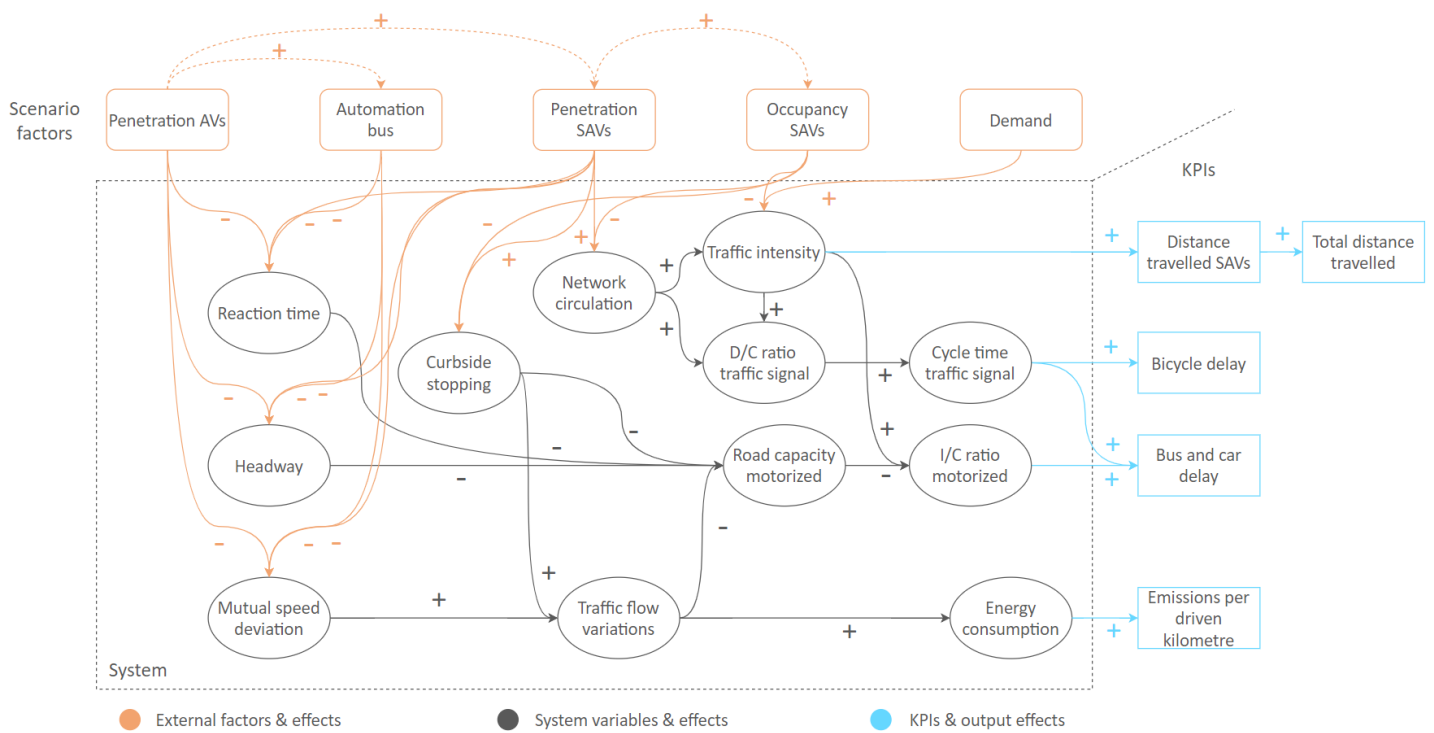 +
+
+
Scenario
factors
Penetration AVs
Automation
bus
Penetration
SAVs
Occupancy
SAVs
Demand
KPIs
-
-
-
-
+
-
+
-
+
+
Reaction time
Network
circulation
+
+
Traffic intensity
+
+
Distance
travelled SAVs
+
Total distance
travelled
Curbside
stopping
D/C ratio
traffic signal
+
Cycle time
traffic signal
+
Bicycle delay
-
-
-
Headway
-
-
-
Road capacity
motorized
-
+
-
I/C ratio
motorized
+
+
Bus and car
delay
-
-
-
Mutual speed
deviation
+
+
Traffic flow
variations
+
Energy
consumption
+
Emissions per
driven
kilometre
System
External factors & effects
System variables & effects
KPIs & output effects